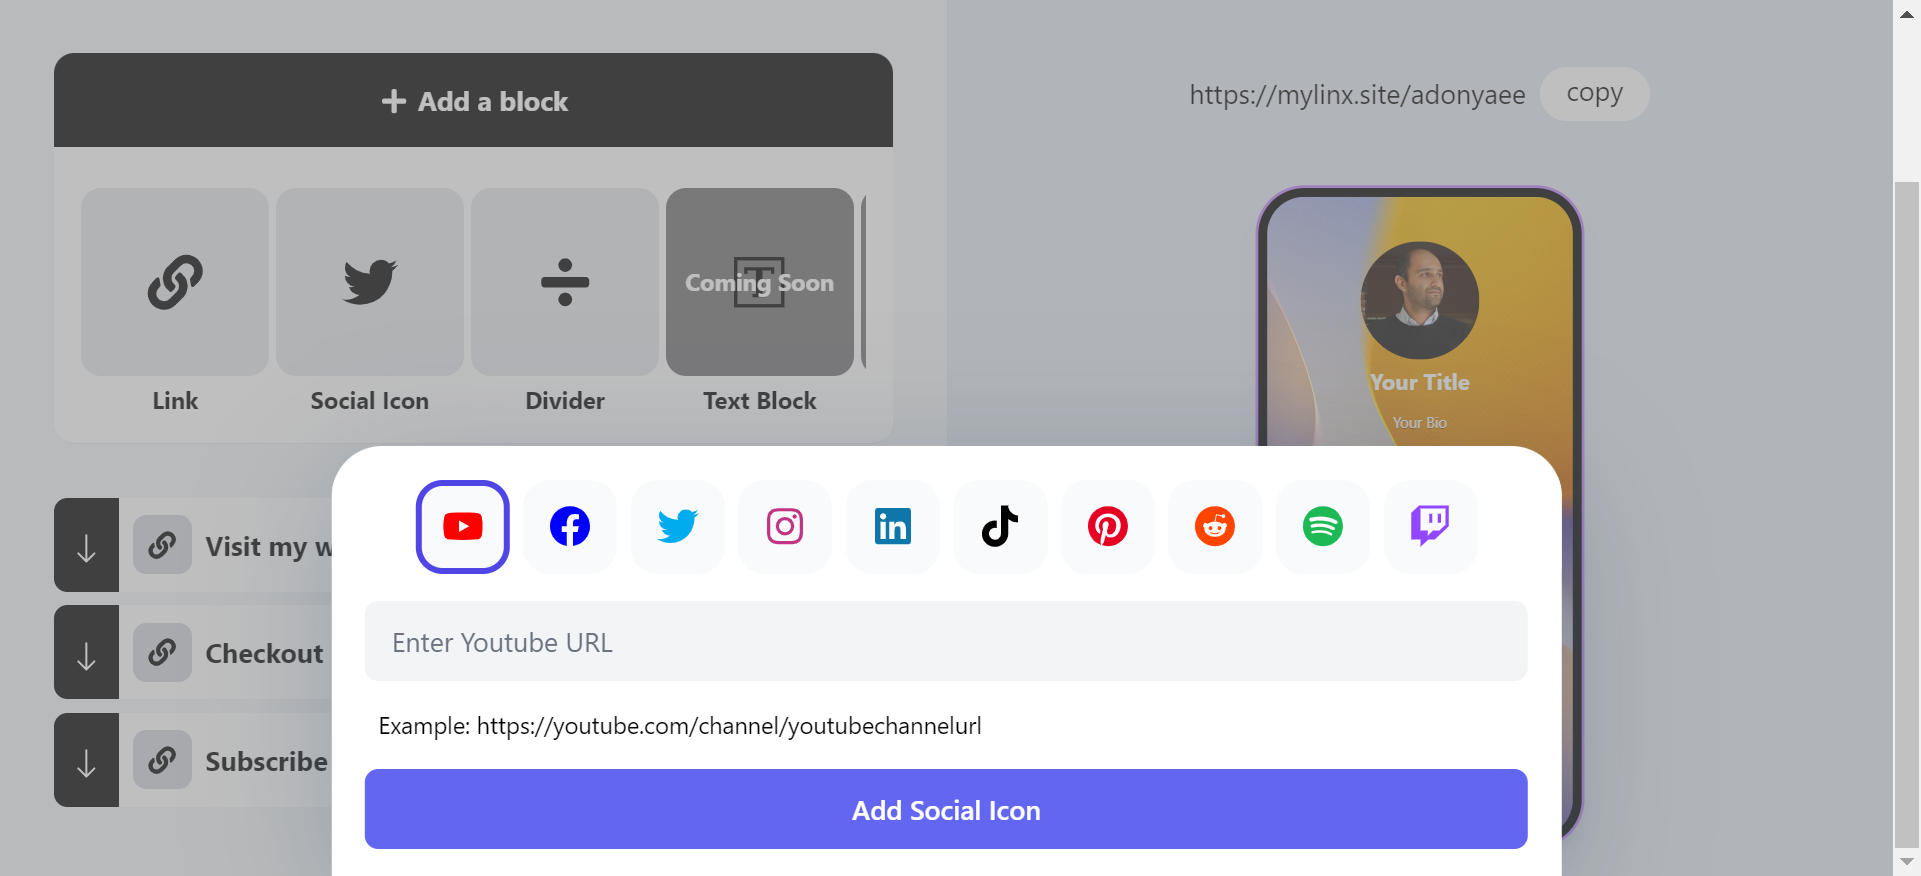 Add a block
Coming Soon
Link
Social Icon
Divider
Text Block
Visit my
Checkout
Subscribe
https://mylinx.site/adonyaee
copy
Your Title
Your Bio
Enter Youtube URL
Example: https://youtube.com/channel/youtubechannelurl
Add Social Icon